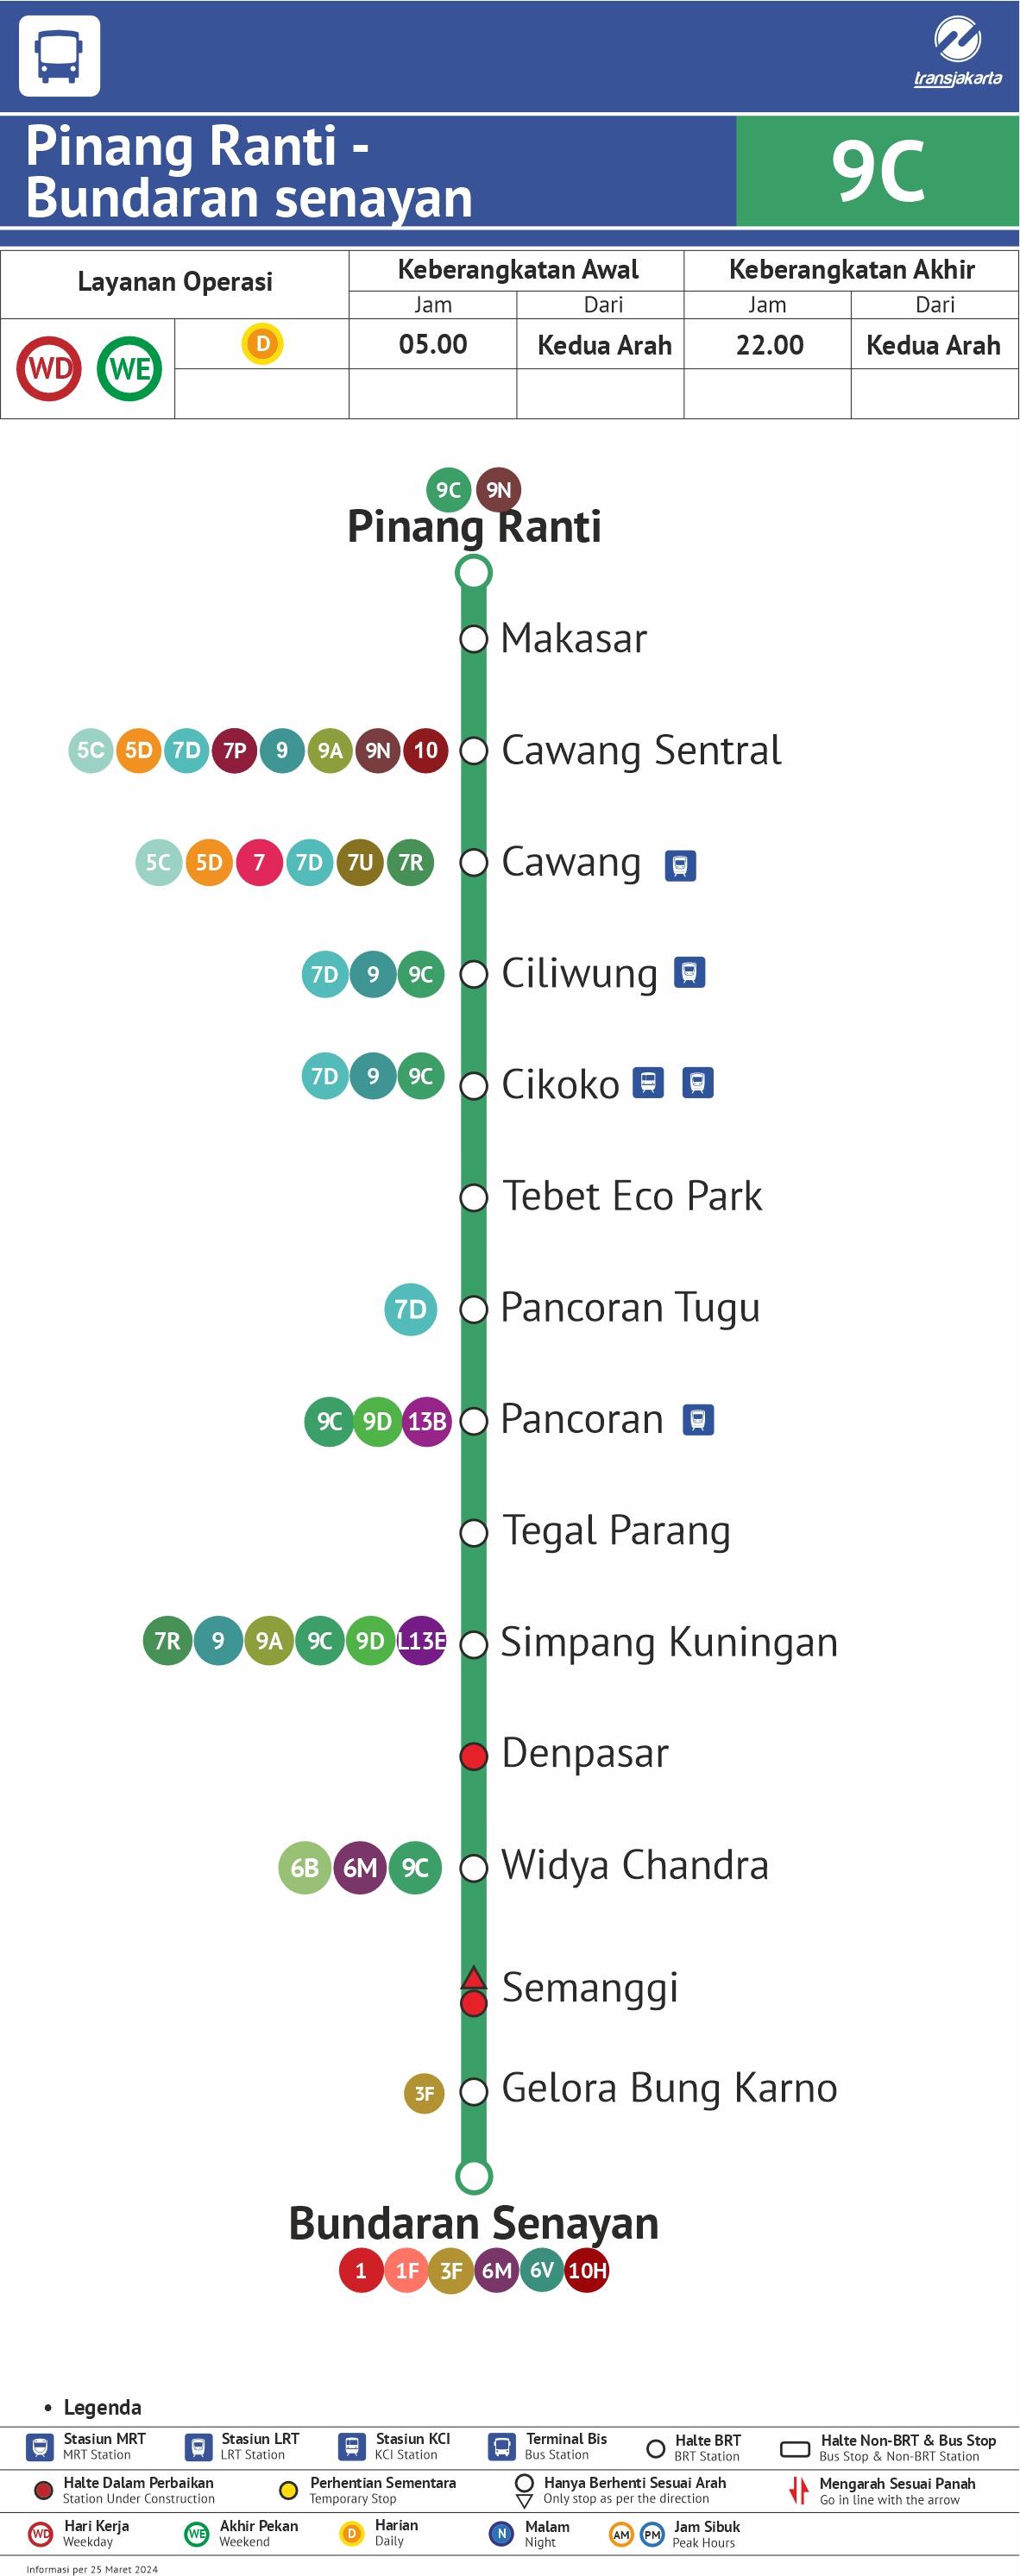 transjakarta
Pinang Ranti -
Bundaran senayan
9C
Layanan Operasi
Keberangkatan Awal
Keberangkatan Akhir
Jam
Dari
Jam
Dari
WD
WE
D
05.00
Kedua Arah
22.00
Kedua Arah
9C 9N
Pinang Ranti
Makasar
5C 5D 7D 7P 9 9A 9N 10 Cawang Sentral
5C 5D 7 7D 7U 7R Cawang
7D 9 9C Ciliwung
7D 9 9C Cikoko
Tebet Eco Park
7D Pancoran Tugu
9C 9D 13B Pancoran
Tegal Parang
7R 9 9A 9C 9D L13E Simpang Kuningan
Denpasar
6B 6M 9C Widya Chandra
Semanggi
3F Gelora Bung Karno
Bundaran Senayan
1 1F 3F 6M 6V 10H
• Legenda
Stasiun MRT
MRT Station
Stasiun LRT
LRT Station
Stasiun KCI
KCI Station
Terminal Bis
Bus Station
Halte BRT
BRT Station
Halte Non-BRT & Bus Stop
Bus Stop & Non-BRT Station
Halte Dalam Perbaikan
Station Under Construction
Perhentian Sementara
Temporary Stop
Hanya Berhenti Sesuai Arah
Only stop as per the direction
Mengarah Sesuai Panah
Go in line with the arrow
WD
Hari Kerja
Weekday
WE
Akhir Pekan
Weekend
D
Harian
Daily
N
Malam
Night
AM PM
Jam Sibuk
Peak Hours
Informasi per 25 Maret 2024